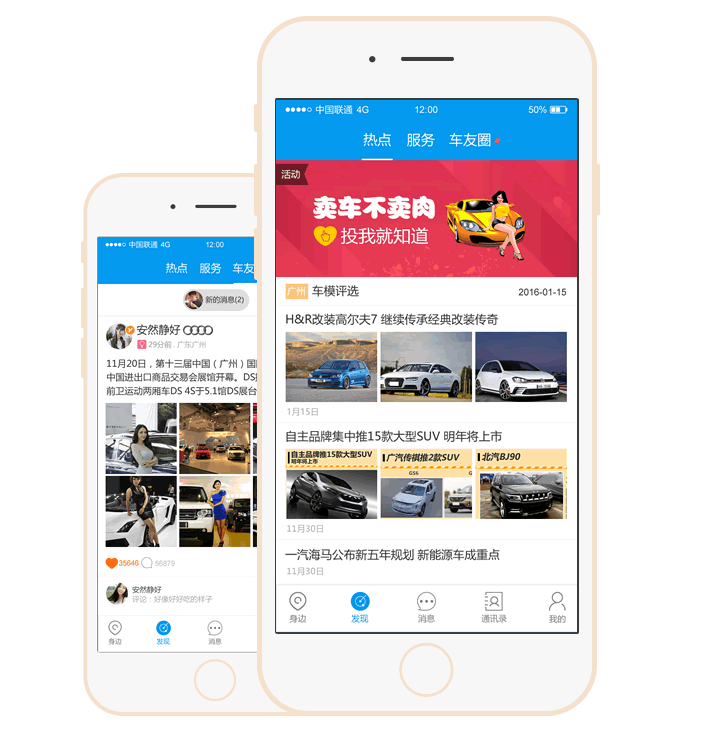 中国联通 4G 12:00 50%
热点 服务 车友圈
活动
卖车不卖肉
投我就知道
广州 车模评选 2016-01-15
H&R改装高尔夫7 继续传承经典改装传奇
1月15日
自主品牌集中推15款大型SUV 明年将上市
自主品牌推15款大型SUV
明年将上市
广汽传祺推2款SUV
GS6
北汽BJ90
11月30日
一汽海马公布新五年规划 新能源车成重点
11月30日
身边 发现 消息 通讯录 我的
中国联通 4G 12:00
热点 服务 车友
新的消息(2)
安然静好
29分前 . 广东广州
11月20日，第十三届中国（广州）国
中国进出口商品交易会展馆开幕。DS
前卫运动两厢车DS 4S于5.1馆DS展台
35646 56879
安然静好
评论：好像好好吃的样子
身边 发现 消息